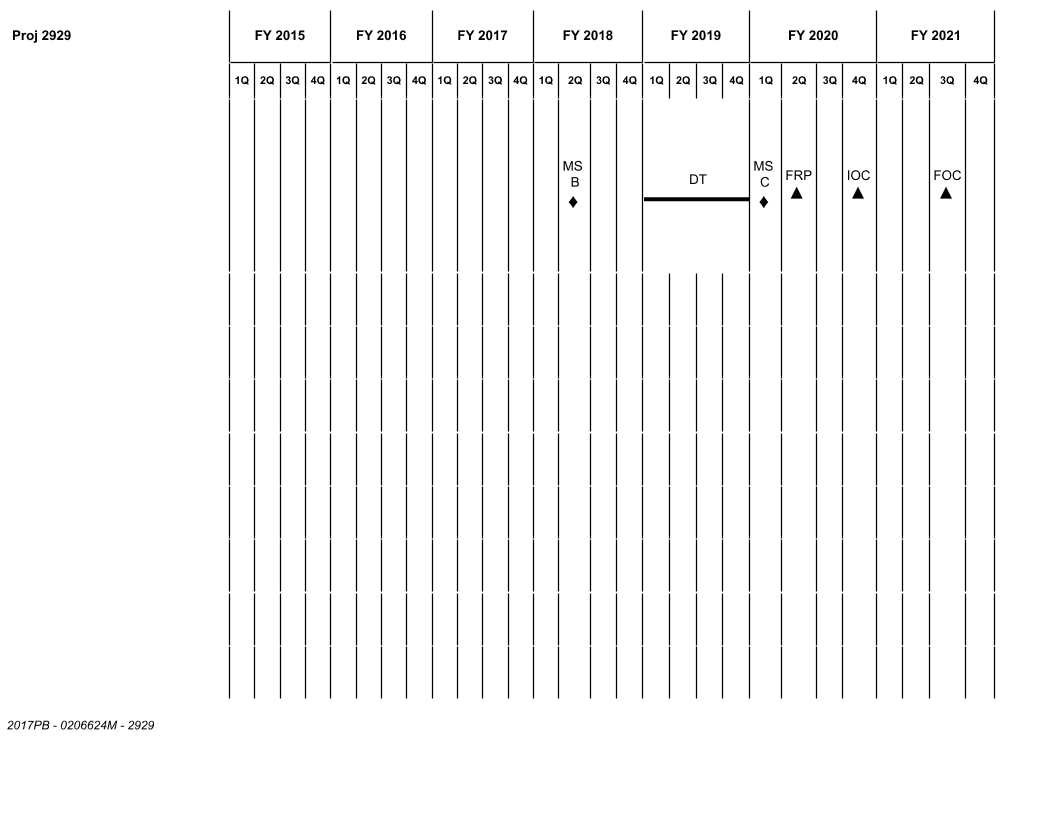 Proj 2929 FY 2015 FY 2016 FY 2017 FY 2018 FY 2019 FY 2020 FY 2021
1Q 2Q 3Q 4Q 1Q 2Q 3Q 4Q 1Q 2Q 3Q 4Q 1Q 2Q 3Q 4Q 1Q 2Q 3Q 4Q 1Q 2Q 3Q 4Q 1Q 2Q 3Q 4Q
MS B
DT
MS C
FRP
IOC
FOC
2017PB - 0206624M - 2929